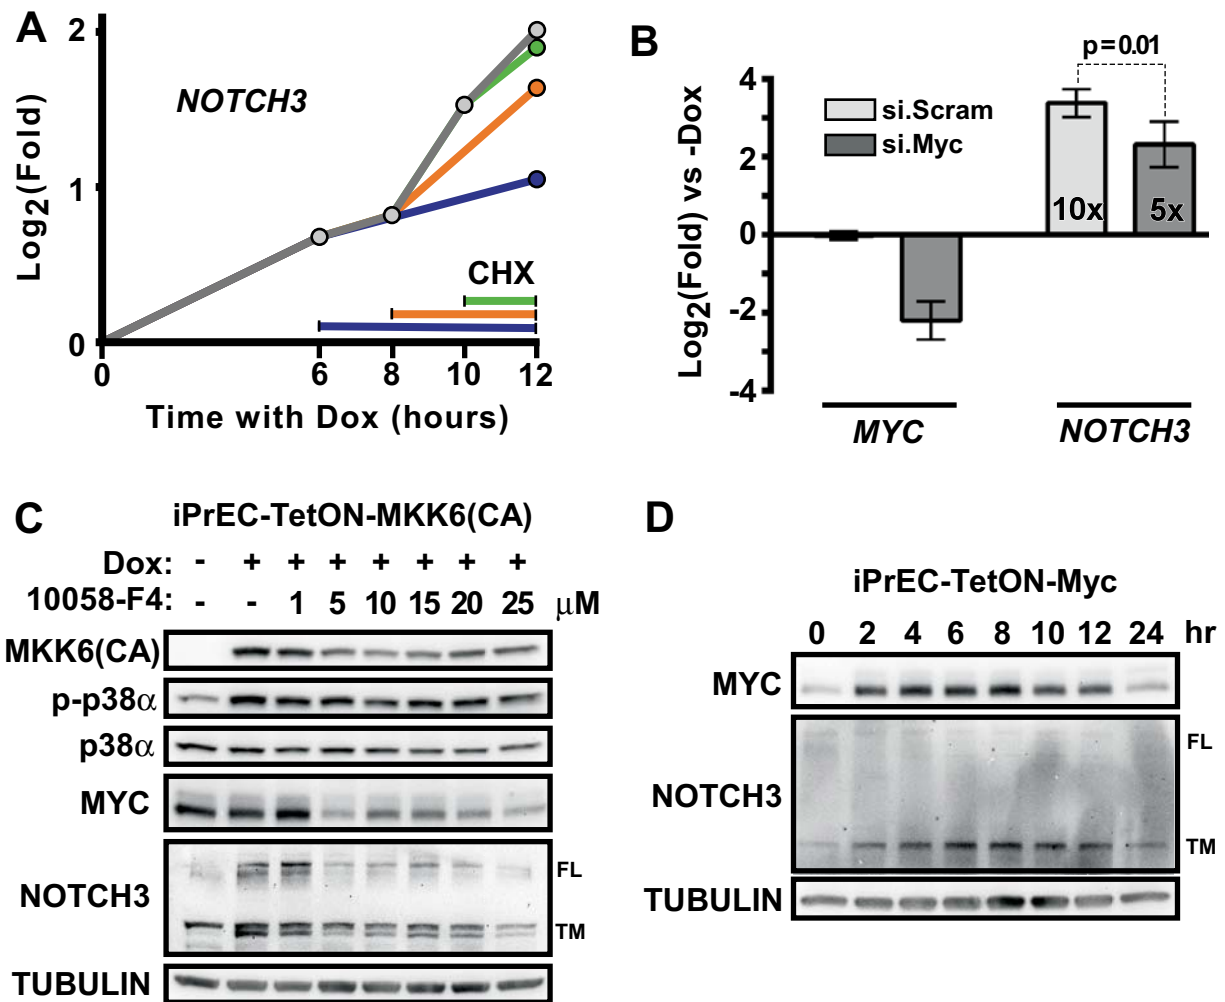 A
2
NOTCH3
Log2(Fold)
1
CHX
0
0 6 8 10 12
Time with Dox (hours)
B
p=0.01
4
si.Scram
si.Myc
2
Log2(Fold) vs -Dox
10x 5x
0
-2
-4
MYC NOTCH3
C
iPrEC-TetON-MKK6(CA)
Dox: - + + + + + + +
10058-F4: - - 1 5 10 15 20 25 μM
MKK6(CA)
p-p38α
p38α
MYC
NOTCH3
FL
TM
TUBULIN
D
iPrEC-TetON-Myc
0 2 4 6 8 10 12 24 hr
MYC
NOTCH3
FL
TM
TUBULIN